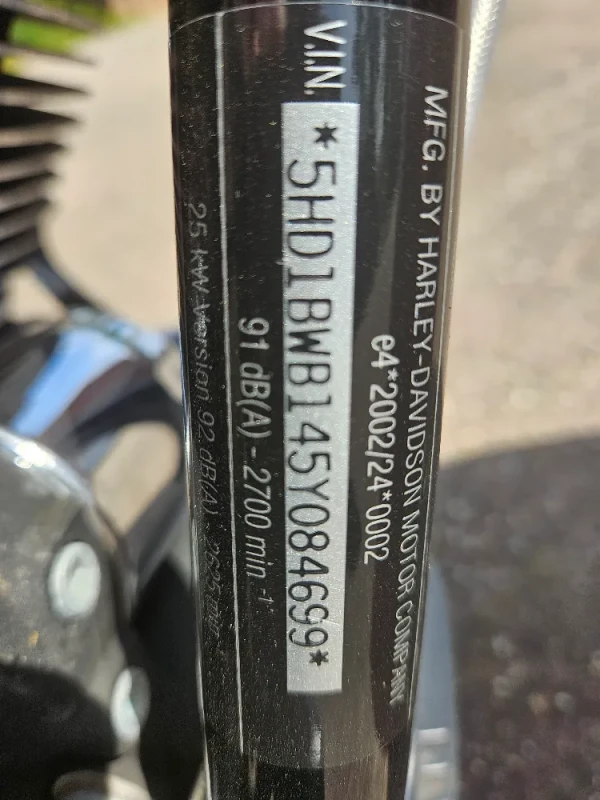 MFG. BY HARLEY-DAVIDSON MOTOR COMPANY
e4*2002/24*0002
V.I.N. *5HD1BWB145Y084699*
91 dB(A) - 2700 min -1
25 kW-Version 92 dB(A)